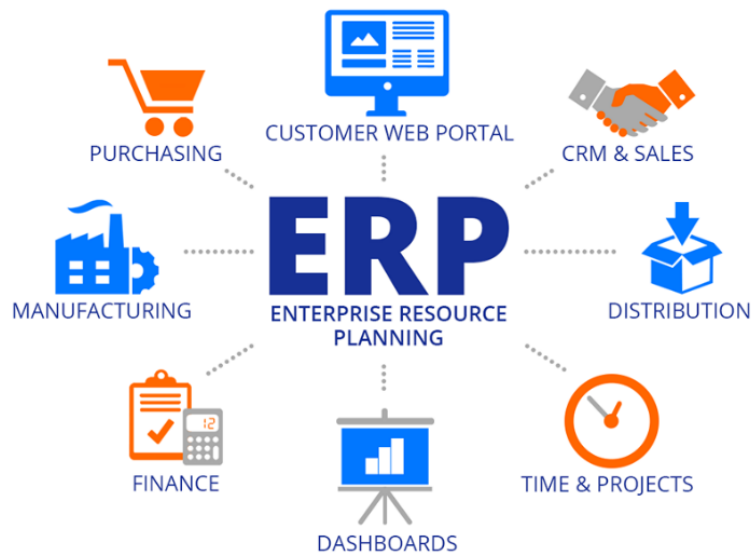 CUSTOMER WEB PORTAL
PURCHASING
CRM & SALES
ERP
ENTERPRISE RESOURCE
PLANNING
MANUFACTURING
DISTRIBUTION
12
FINANCE
TIME & PROJECTS
DASHBOARDS